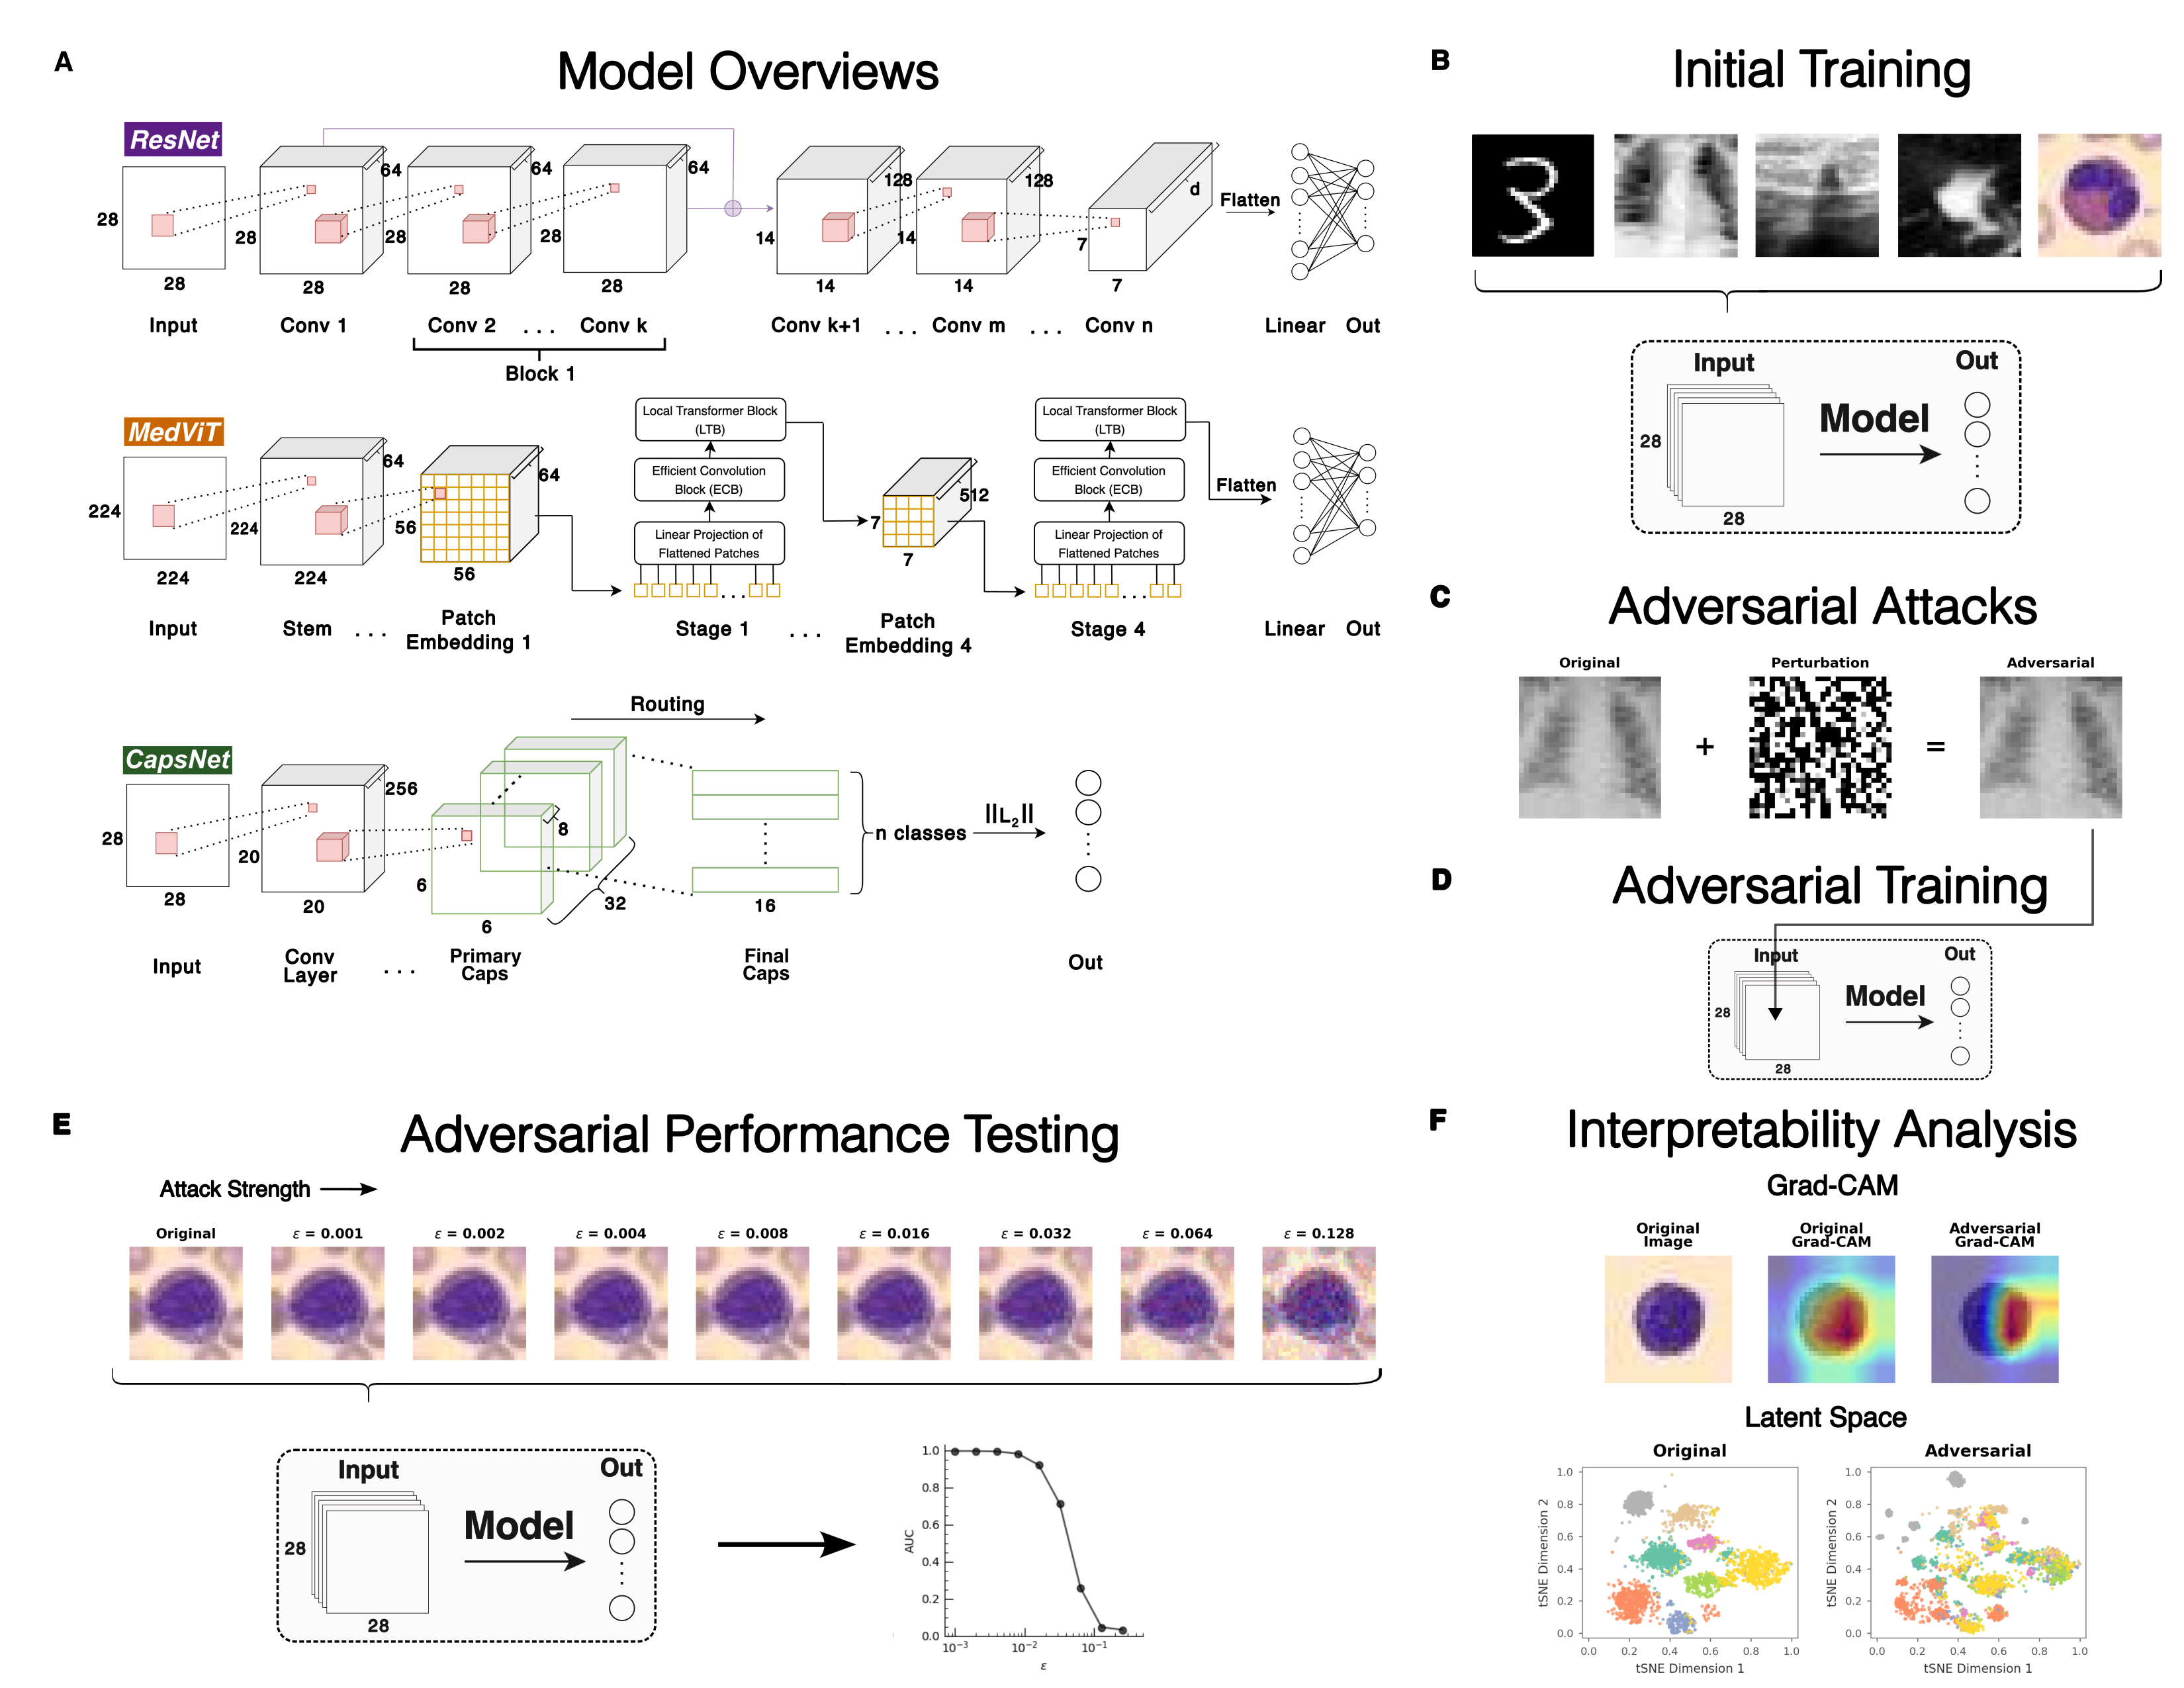 A
Model Overviews
ResNet
64
64
64
128
128
d
Flatten
28
28
28
28
14
14
7
28
28
28
28
14
14
7
Input
Conv 1
Conv 2
. . .
Conv k
Conv k+1
. . .
Conv m
. . .
Conv n
Linear
Out
Block 1
MedViT
64
64
224
224
56
224
224
56
Local Transformer Block
(LTB)
Efficient Convolution
Block (ECB)
Linear Projection of
Flattened Patches
512
7
7
Local Transformer Block
(LTB)
Efficient Convolution
Block (ECB)
Linear Projection of
Flattened Patches
Flatten
Input
Stem
. . .
Patch
Embedding 1
Stage 1
. . .
Patch
Embedding 4
Stage 4
Linear
Out
Routing
CapsNet
256
28
20
28
20
8
6
6
32
16
n classes
||L2||
Input
Conv
Layer
. . .
Primary
Caps
Final
Caps
Out
B
Initial Training
Input
Out
Model
28
28
C
Adversarial Attacks
Original
Perturbation
Adversarial
+
=
D
Adversarial Training
Input
Out
Model
28
28
E
Adversarial Performance Testing
Attack Strength
Original
ε = 0.001
ε = 0.002
ε = 0.004
ε = 0.008
ε = 0.016
ε = 0.032
ε = 0.064
ε = 0.128
Input
Out
Model
28
28
1.0
0.8
0.6
0.4
0.2
0.0
AUC
10⁻³
10⁻²
10⁻¹
ε
F
Interpretability Analysis
Grad-CAM
Original
Image
Original
Grad-CAM
Adversarial
Grad-CAM
Latent Space
Original
1.0
0.8
0.6
0.4
0.2
0.0
tSNE Dimension 2
0.0
0.2
0.4
0.6
0.8
1.0
tSNE Dimension 1
Adversarial
1.0
0.8
0.6
0.4
0.2
0.0
tSNE Dimension 2
0.0
0.2
0.4
0.6
0.8
1.0
tSNE Dimension 1